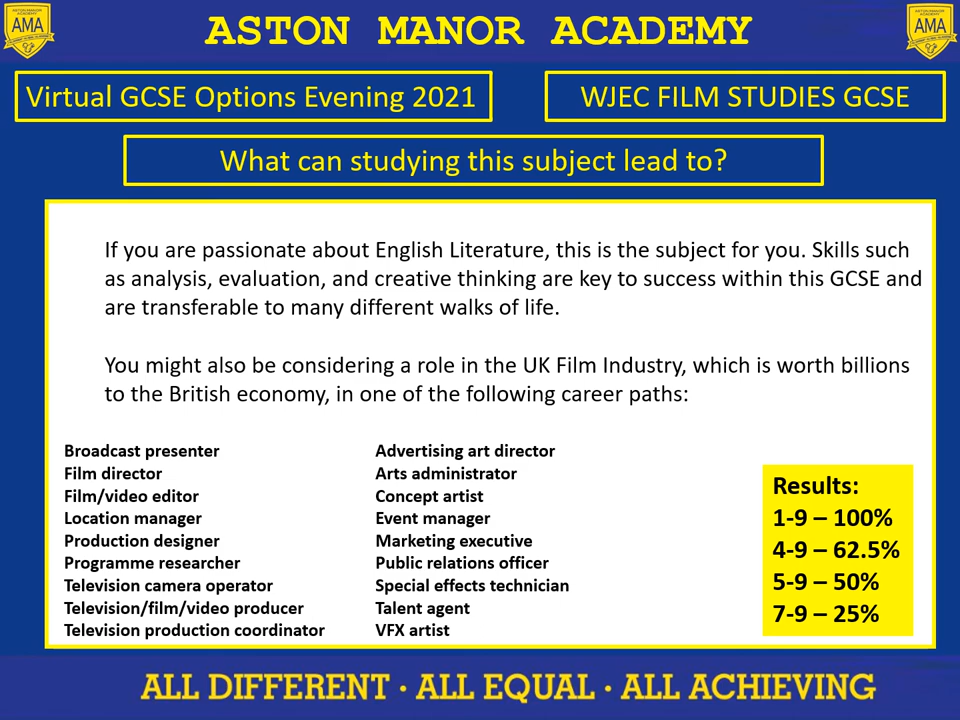 ASTON MANOR ACADEMY
AMA
AMA
Virtual GCSE Options Evening 2021
WJEC FILM STUDIES GCSE
What can studying this subject lead to?
If you are passionate about English Literature, this is the subject for you. Skills such
as analysis, evaluation, and creative thinking are key to success within this GCSE and
are transferable to many different walks of life.
You might also be considering a role in the UK Film Industry, which is worth billions
to the British economy, in one of the following career paths:
Broadcast presenter
Film director
Film/video editor
Location manager
Production designer
Programme researcher
Television camera operator
Television/film/video producer
Television production coordinator
Advertising art director
Arts administrator
Concept artist
Event manager
Marketing executive
Public relations officer
Special effects technician
Talent agent
VFX artist
Results:
1-9 – 100%
4-9 – 62.5%
5-9 – 50%
7-9 – 25%
ALL DIFFERENT · ALL EQUAL · ALL ACHIEVING